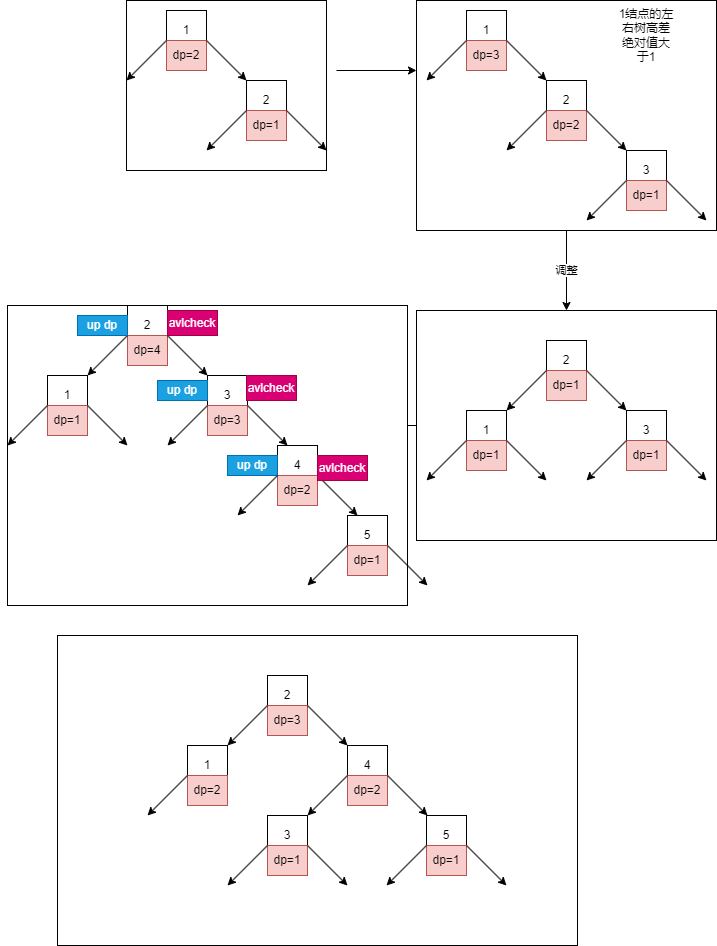 1
dp=2
2
dp=1
1
dp=3
2
dp=2
3
dp=1
1结点的左
右树高差
绝对值大
于1
调整
up dp
2
avlcheck
dp=4
1
dp=1
up dp
3
avlcheck
dp=3
up dp
4
avlcheck
dp=2
5
dp=1
2
dp=1
1
dp=1
3
dp=1
2
dp=3
1
dp=2
4
dp=2
3
dp=1
5
dp=1